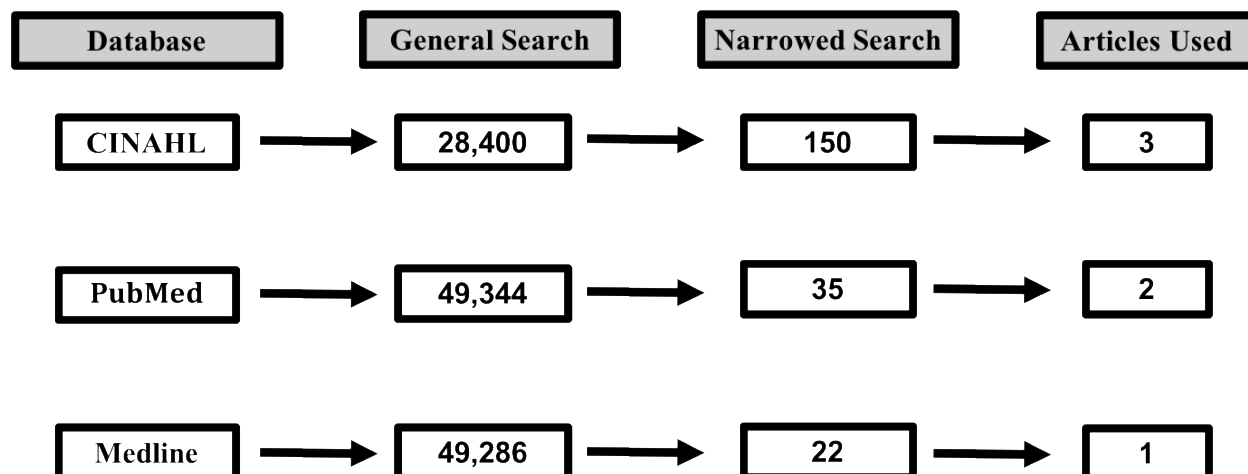 Database General Search Narrowed Search Articles Used
CINAHL 28,400 150 3
PubMed 49,344 35 2
Medline 49,286 22 1